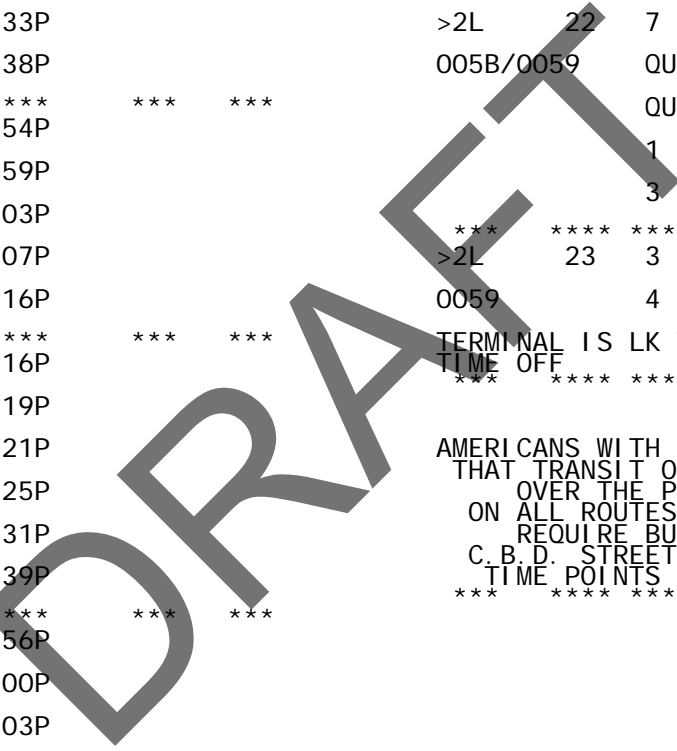 33P
38P
*** *** ***
54P
59P
03P
07P
16P
*** *** ***
16P
19P
21P
25P
31P
39P
*** *** ***
56P
00P
03P
>2L 22 7
005B/0059 QU
QU
1
3
*** **** ***
>2L 23 3
0059 4
TERMINAL IS LK
TIME OFF
*** **** ***
AMERICANS WITH
THAT TRANSIT O
OVER THE P
ON ALL ROUTES
REQUIRE BU
C.B.D. STREET
TIME POINTS
*** **** ***
DRAFT